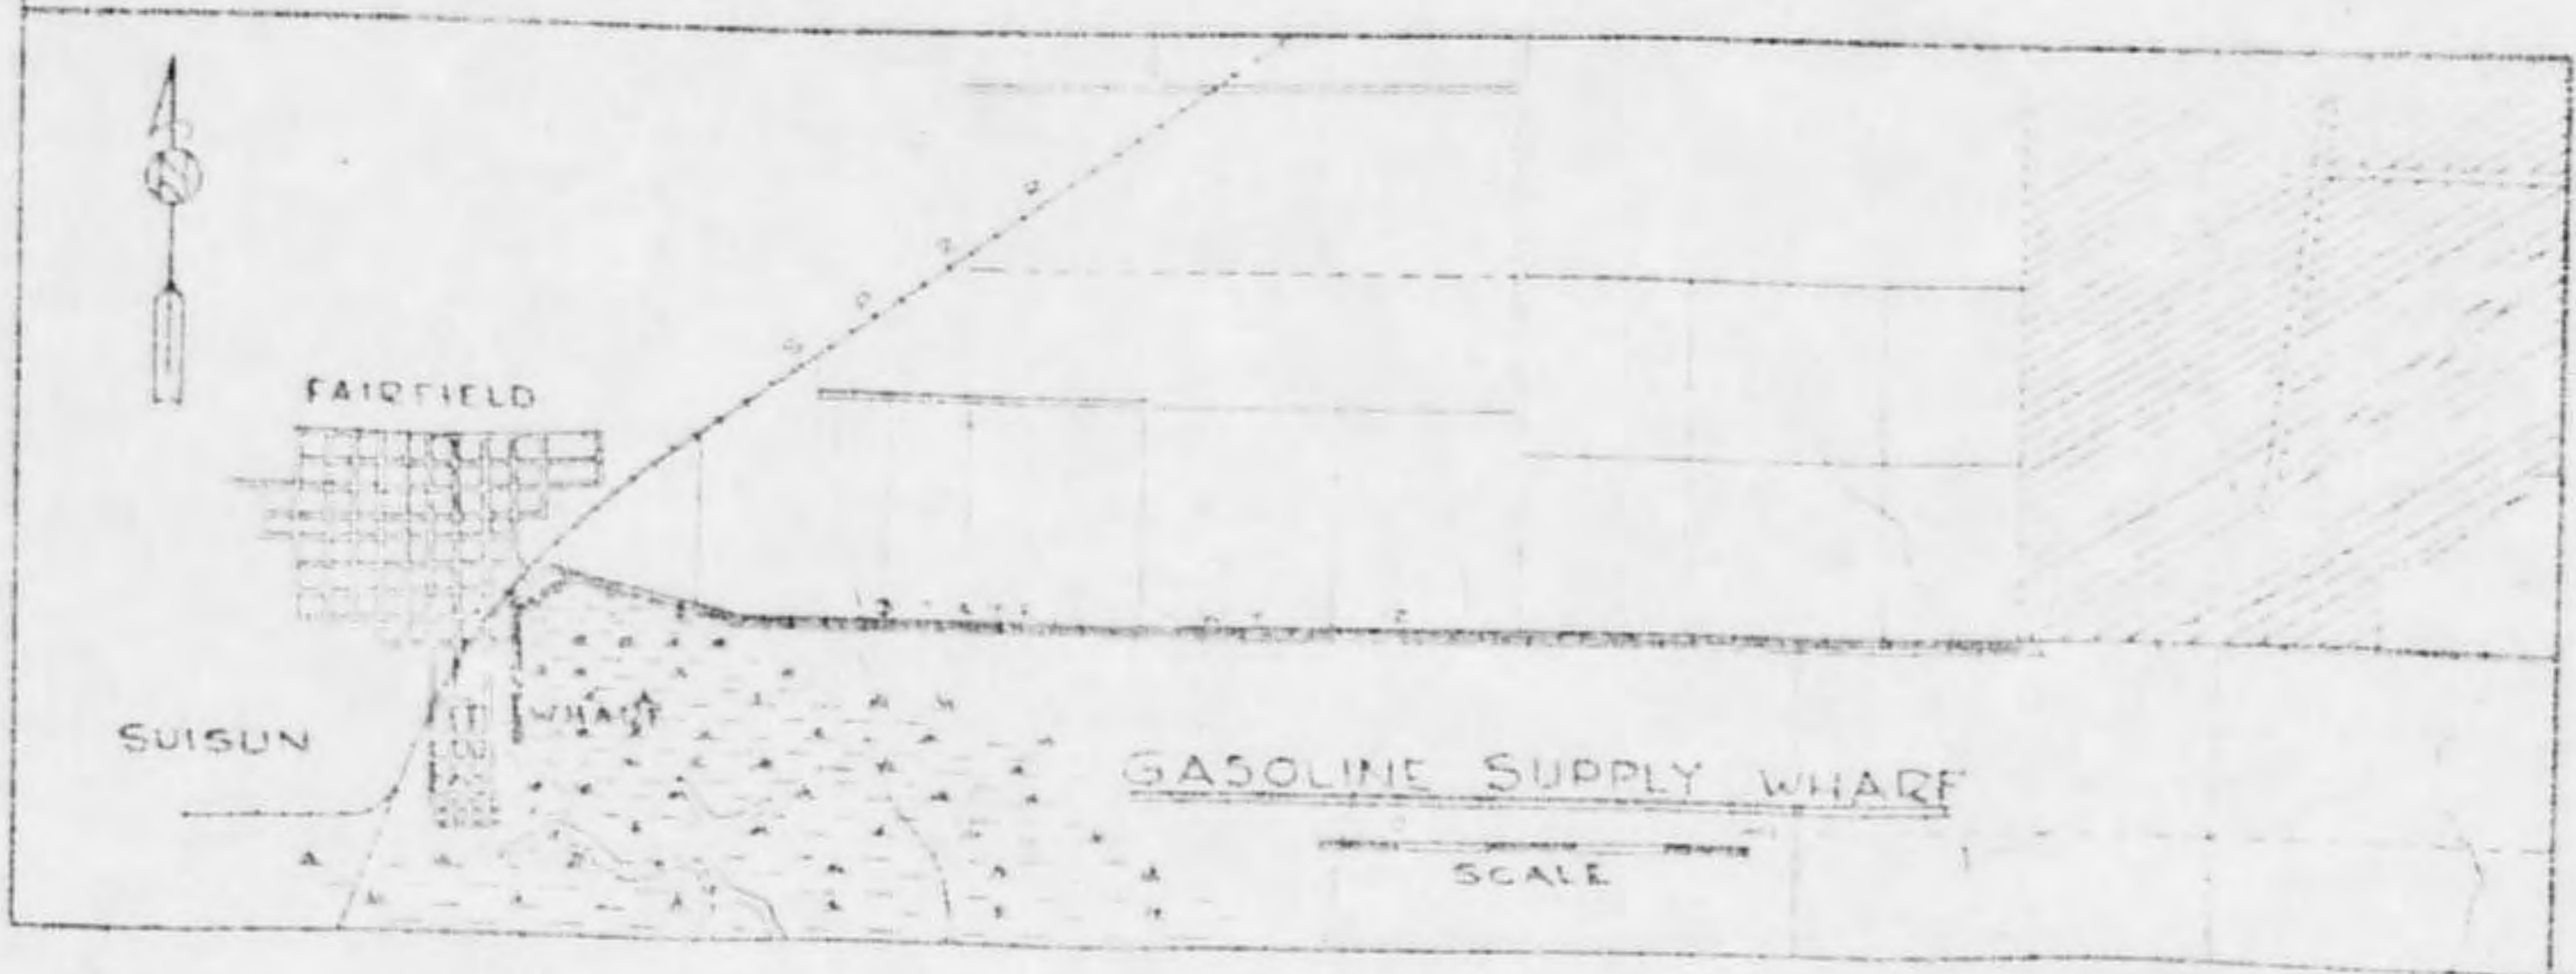 FAIRFIELD
S P R R
SUISUN
WHARF
GASOLINE SUPPLY WHARF
SCALE